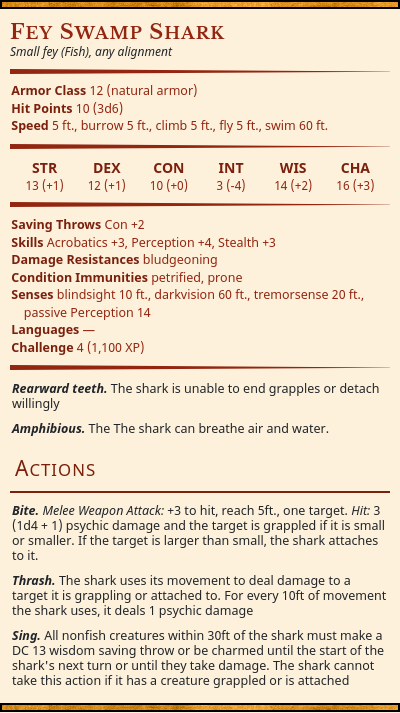 Fey Swamp Shark
Small fey (Fish), any alignment
Armor Class 12 (natural armor)
Hit Points 10 (3d6)
Speed 5 ft., burrow 5 ft., climb 5 ft., fly 5 ft., swim 60 ft.
STR DEX CON INT WIS CHA
13 (+1) 12 (+1) 10 (+0) 3 (-4) 14 (+2) 16 (+3)
Saving Throws Con +2
Skills Acrobatics +3, Perception +4, Stealth +3
Damage Resistances bludgeoning
Condition Immunities petrified, prone
Senses blindsight 10 ft., darkvision 60 ft., tremorsense 20 ft.,
passive Perception 14
Languages —
Challenge 4 (1,100 XP)
Rearward teeth. The shark is unable to end grapples or detach
willingly
Amphibious. The The shark can breathe air and water.
Actions
Bite. Melee Weapon Attack: +3 to hit, reach 5ft., one target. Hit: 3
(1d4 + 1) psychic damage and the target is grappled if it is small
or smaller. If the target is larger than small, the shark attaches
to it.
Thrash. The shark uses its movement to deal damage to a
target it is grappling or attached to. For every 10ft of movement
the shark uses, it deals 1 psychic damage
Sing. All nonfish creatures within 30ft of the shark must make a
DC 13 wisdom saving throw or be charmed until the start of the
shark's next turn or until they take damage. The shark cannot
take this action if it has a creature grappled or is attached